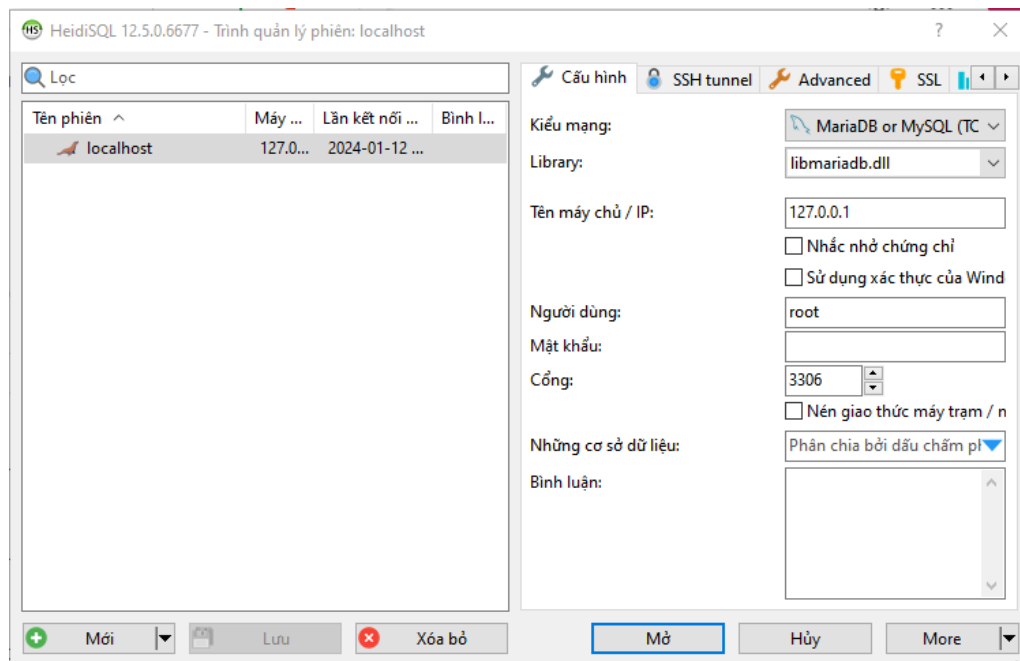 HeidiSQL 12.5.0.6677 - Trình quản lý phiên: localhost
Lọc
Tên phiên Máy ... Lần kết nối ... Bình l...
localhost 127.0... 2024-01-12 ...
Cấu hình SSH tunnel Advanced SSL
Kiểu mạng: MariaDB or MySQL (TC
Library: libmariadb.dll
Tên máy chủ / IP: 127.0.0.1
Nhắc nhở chứng chỉ
Sử dụng xác thực của Wind
Người dùng: root
Mật khẩu:
Cổng: 3306
Nén giao thức máy trạm / n
Những cơ sở dữ liệu: Phân chia bởi dấu chấm ph
Bình luận:
Mới Lưu Xóa bỏ Mở Hủy More